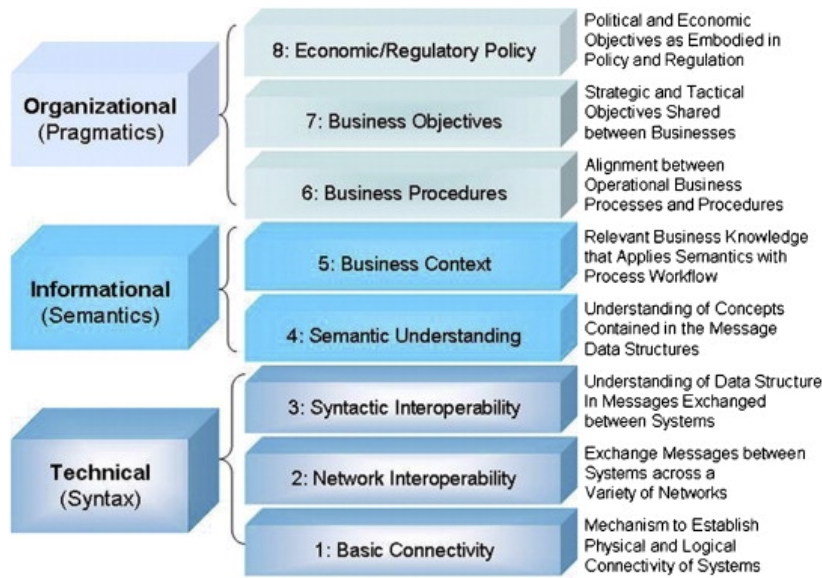 Organizational
(Pragmatics)
8: Economic/Regulatory Policy
Political and Economic
Objectives as Embodied in
Policy and Regulation
7: Business Objectives
Strategic and Tactical
Objectives Shared
between Businesses
6: Business Procedures
Alignment between
Operational Business
Processes and Procedures
Informational
(Semantics)
5: Business Context
Relevant Business Knowledge
that Applies Semantics with
Process Workflow
4: Semantic Understanding
Understanding of Concepts
Contained in the Message
Data Structures
Technical
(Syntax)
3: Syntactic Interoperability
Understanding of Data Structure
In Messages Exchanged
between Systems
2: Network Interoperability
Exchange Messages between
Systems across a
Variety of Networks
1: Basic Connectivity
Mechanism to Establish
Physical and Logical
Connectivity of Systems